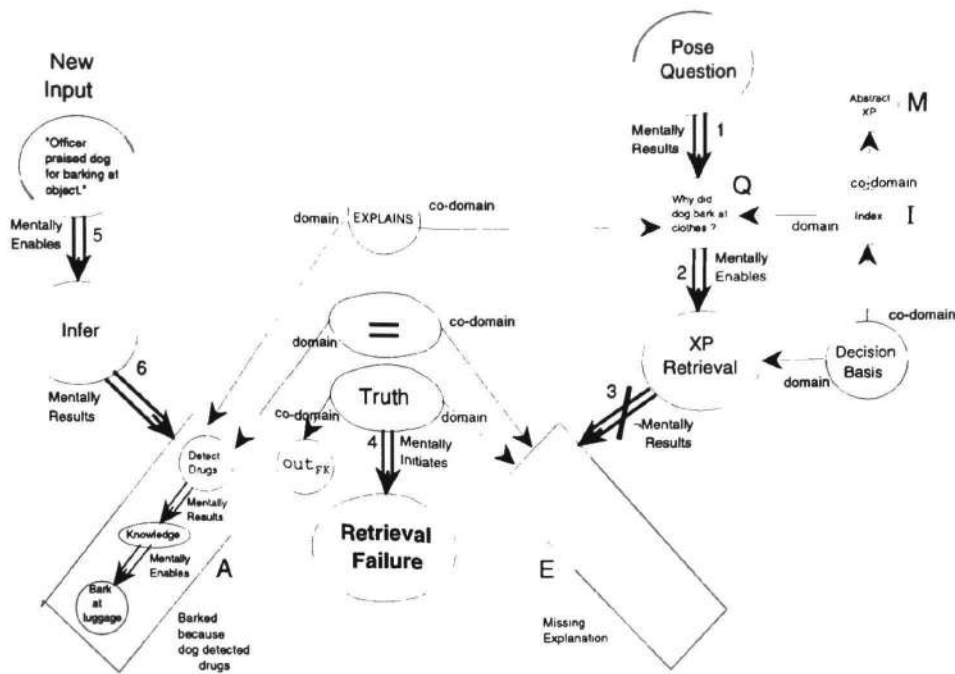 New
Input
"Officer
praised dog
for barking at
object."
Mentally
Enables
5
Infer
6
Mentally
Results
Detect
Drugs
Mentally
Results
Knowledge
Mentally
Enables
Bark
at
luggage
A
Barked
because
dog detected
drugs
domain
EXPLAINS
co-domain
=
domain
co-domain
Truth
co-domain
domain
outFK
4
Mentally
Initiates
Retrieval
Failure
Pose
Question
Mentally
Results
1
Q
Why did
dog bark at
clothes ?
2
Mentally
Enables
XP
Retrieval
3
¬Mentally
Results
E
Missing
Explanation
Abstract
XP
M
co-domain
Index
I
domain
co-domain
Decision
Basis
domain